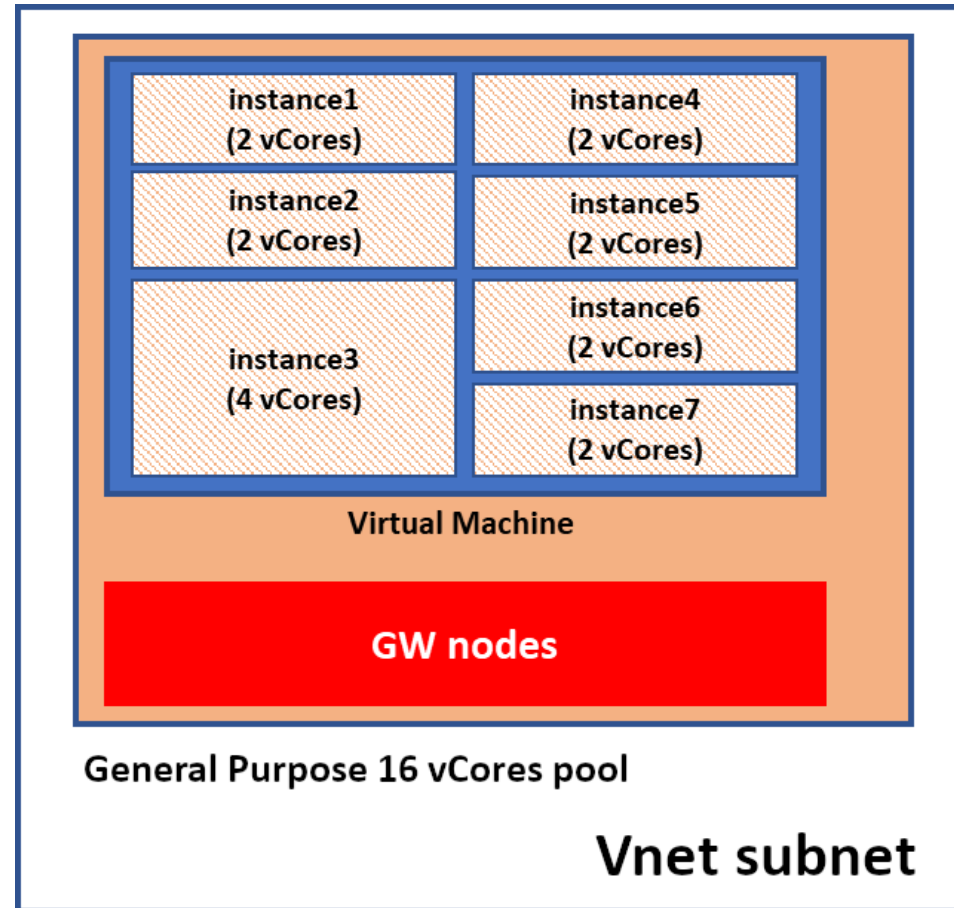 instance1
(2 vCores)
instance2
(2 vCores)
instance3
(4 vCores)
instance4
(2 vCores)
instance5
(2 vCores)
instance6
(2 vCores)
instance7
(2 vCores)
Virtual Machine
GW nodes
General Purpose 16 vCores pool
Vnet subnet